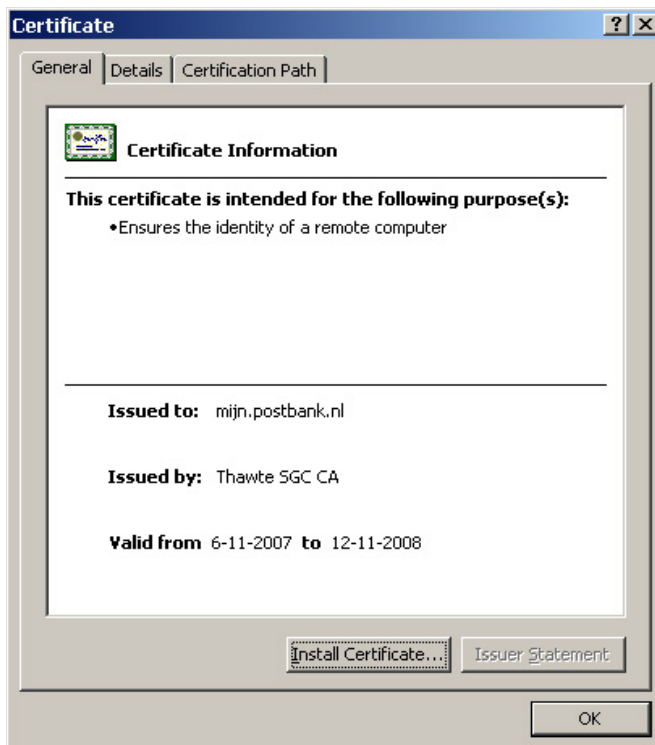 Certificate
General Details Certification Path
Certificate Information
This certificate is intended for the following purpose(s):
•Ensures the identity of a remote computer
Issued to: mijn.postbank.nl
Issued by: Thawte SGC CA
Valid from 6-11-2007 to 12-11-2008
Install Certificate... Issuer Statement
OK